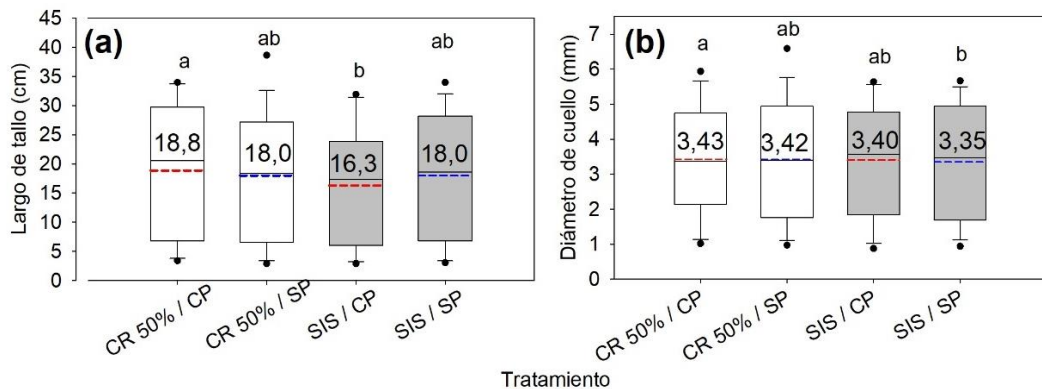 (a)
Largo de tallo (cm)
45
40
35
30
25
20
15
10
5
0
a
ab
b
ab
18,8
18,0
16,3
18,0
CR 50% / CP
CR 50% / SP
SIS / CP
SIS / SP
(b)
Diámetro de cuello (mm)
7
6
5
4
3
2
1
0
a
ab
ab
b
3,43
3,42
3,40
3,35
CR 50% / CP
CR 50% / SP
SIS / CP
SIS / SP
Tratamiento